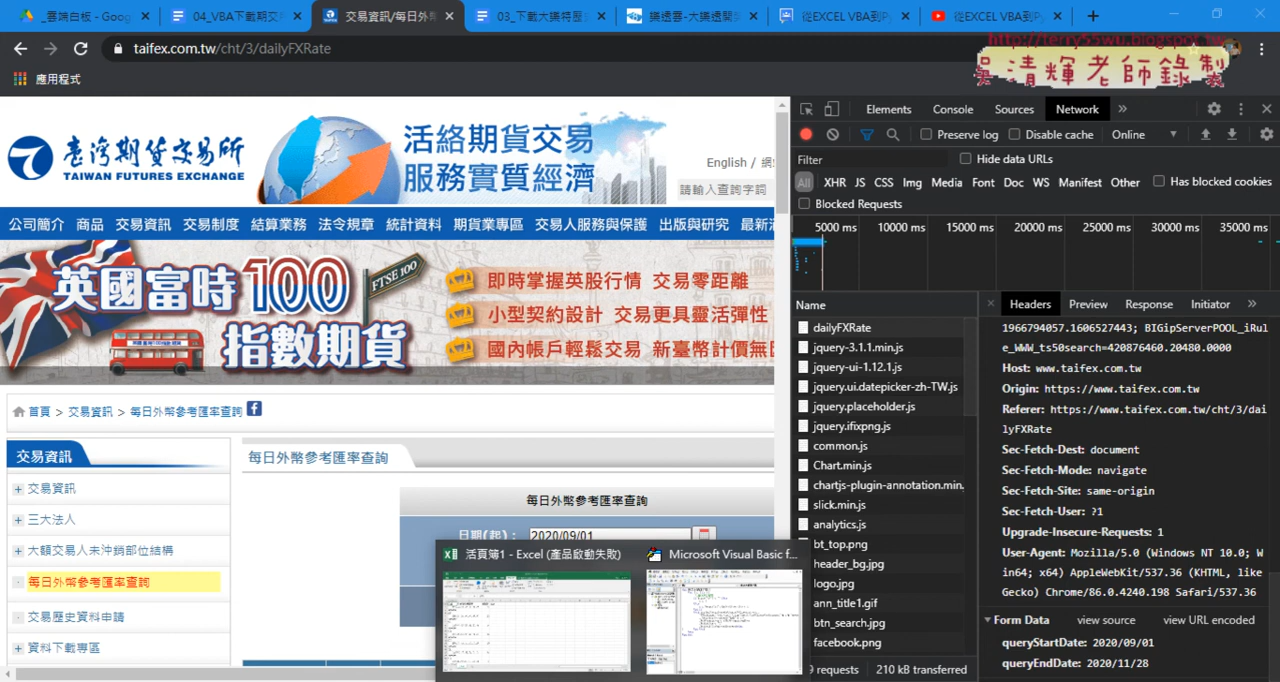 _雲端白板 - Goog
04_VBA下載期交
交易資訊/每日外
03_下載大樂特歷
樂透雲-大樂透開
從EXCEL VBA到Py
從EXCEL VBA到Py
taifex.com.tw/cht/3/dailyFXRate
http://terry55wu.blogspot.tw
吳清輝老師錄製
應用程式
臺灣期貨交易所
TAIWAN FUTURES EXCHANGE
活絡期貨交易
服務實質經濟
English / 網
請輸入查詢字詞
公司簡介 商品 交易資訊 交易制度 結算業務 法令規章 統計資料 期貨業專區 交易人服務與保護 出版與研究 最新消
英國富時100
指數期貨
FTSE 100
即時掌握英股行情 交易零距離
小型契約設計 交易更具靈活彈性
國內帳戶輕鬆交易 新臺幣計價無
首頁 > 交易資訊 > 每日外幣參考匯率查詢
交易資訊
交易資訊
三大法人
大額交易人未沖銷部位結構
每日外幣參考匯率查詢
交易歷史資料申請
資料下載專區
每日外幣參考匯率查詢
每日外幣參考匯率查詢
日期(起)： 2020/09/01
活頁簿1 - Excel (產品啟動失敗)
Microsoft Visual Basic f...
Elements Console Sources Network »
Preserve log Disable cache Online
Filter Hide data URLs
All XHR JS CSS Img Media Font Doc WS Manifest Other Has blocked cookies
Blocked Requests
5000 ms 10000 ms 15000 ms 20000 ms 25000 ms 30000 ms 35000 ms
Name
dailyFXRate
jquery-3.1.1.min.js
jquery-ui-1.12.1.js
jquery.ui.datepicker-zh-TW.js
jquery.placeholder.js
jquery.ifixpng.js
common.js
Chart.min.js
chartjs-plugin-annotation.min.
slick.min.js
analytics.js
bt_top.png
header_bg.jpg
logo.jpg
ann_title1.gif
btn_search.jpg
facebook.png
9 requests 210 kB transferred
Headers Preview Response Initiator »
1966794057.1606527443; BIGipServerPOOL_iRul
e_WWW_ts50search=420876460.20480.0000
Host: www.taifex.com.tw
Origin: https://www.taifex.com.tw
Referer: https://www.taifex.com.tw/cht/3/dai
lyFXRate
Sec-Fetch-Dest: document
Sec-Fetch-Mode: navigate
Sec-Fetch-Site: same-origin
Sec-Fetch-User: ?1
Upgrade-Insecure-Requests: 1
User-Agent: Mozilla/5.0 (Windows NT 10.0; W
in64; x64) AppleWebKit/537.36 (KHTML, like
Gecko) Chrome/86.0.4240.198 Safari/537.36
Form Data view source view URL encoded
queryStartDate: 2020/09/01
queryEndDate: 2020/11/28